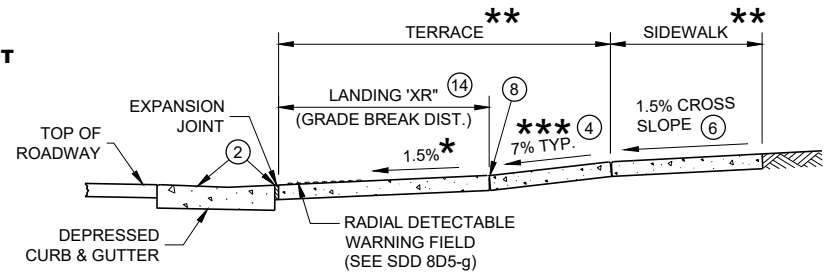 TERRACE **
SIDEWALK **
OT
LANDING 'XR" 14
(GRADE BREAK DIST.)
8
EXPANSION
JOINT
TOP OF
ROADWAY
2
1.5% *
*** 4
7% TYP.
1.5% CROSS
SLOPE 6
DEPRESSED
CURB & GUTTER
RADIAL DETECTABLE
WARNING FIELD
(SEE SDD 8D5-g)